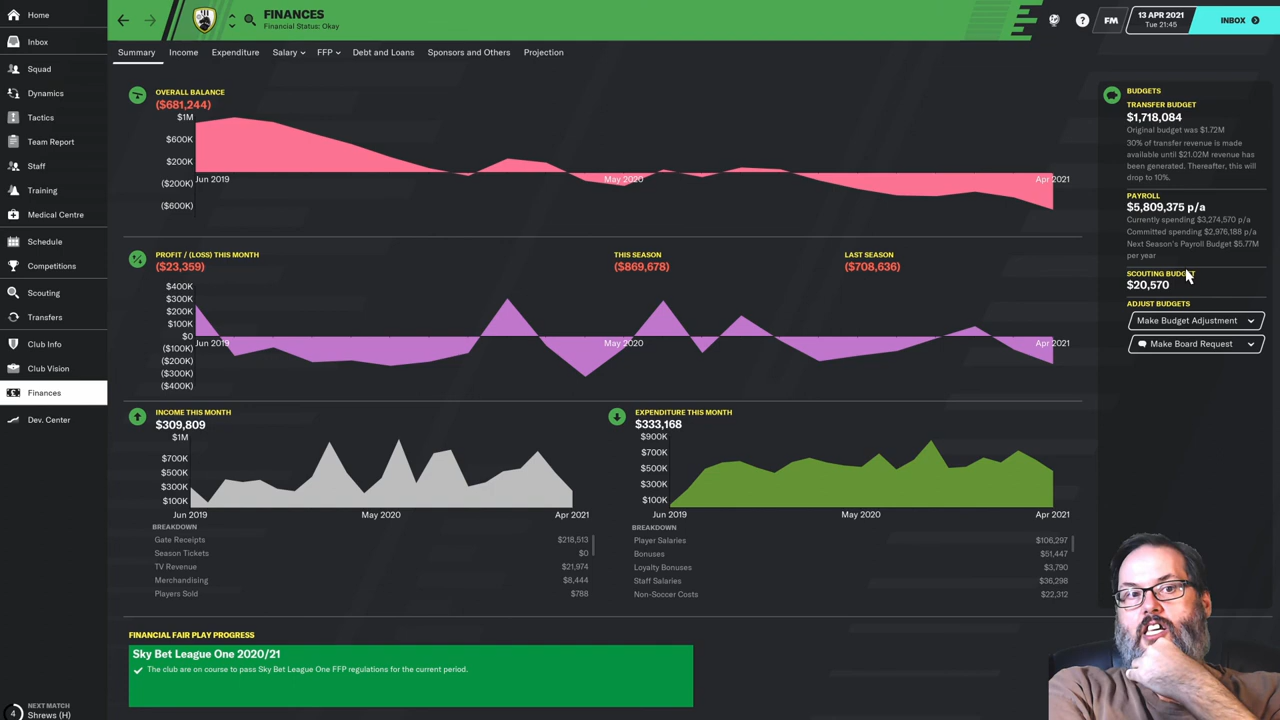 Home
Inbox
Squad
Dynamics
Tactics
Team Report
Staff
Training
Medical Centre
Schedule
Competitions
Scouting
Transfers
Club Info
Club Vision
Finances
Dev. Center
4
NEXT MATCH
Shrews (H)
FINANCES
Financial Status: Okay
?
FM
13 APR 2021
Tue 21:45
INBOX
Summary
Income
Expenditure
Salary
FFP
Debt and Loans
Sponsors and Others
Projection
OVERALL BALANCE
($681,244)
$1M
$600K
$200K
($200K)
($600K)
Jun 2019
May 2020
Apr 2021
PROFIT / (LOSS) THIS MONTH
($23,359)
THIS SEASON
($869,678)
LAST SEASON
($708,636)
$400K
$300K
$200K
$100K
$0
($100K)
($200K)
($300K)
($400K)
Jun 2019
May 2020
Apr 2021
INCOME THIS MONTH
$309,809
$1M
$700K
$500K
$300K
$100K
Jun 2019
May 2020
Apr 2021
BREAKDOWN
Gate Receipts $218,513
Season Tickets $0
TV Revenue $21,974
Merchandising $8,444
Players Sold $788
EXPENDITURE THIS MONTH
$333,168
$900K
$700K
$500K
$300K
$100K
Jun 2019
May 2020
Apr 2021
BREAKDOWN
Player Salaries $106,297
Bonuses $51,447
Loyalty Bonuses $3,790
Staff Salaries $36,298
Non-Soccer Costs $22,312
FINANCIAL FAIR PLAY PROGRESS
Sky Bet League One 2020/21
The club are on course to pass Sky Bet League One FFP regulations for the current period.
BUDGETS
TRANSFER BUDGET
$1,718,084
Original budget was $1.72M
30% of transfer revenue is made
available until $21.02M revenue has
been generated. Thereafter, this will
drop to 10%.
PAYROLL
$5,809,375 p/a
Currently spending $3,274,570 p/a
Committed spending $2,976,188 p/a
Next Season's Payroll Budget $5.77M
per year
SCOUTING BUDGET
$20,570
ADJUST BUDGETS
Make Budget Adjustment
Make Board Request